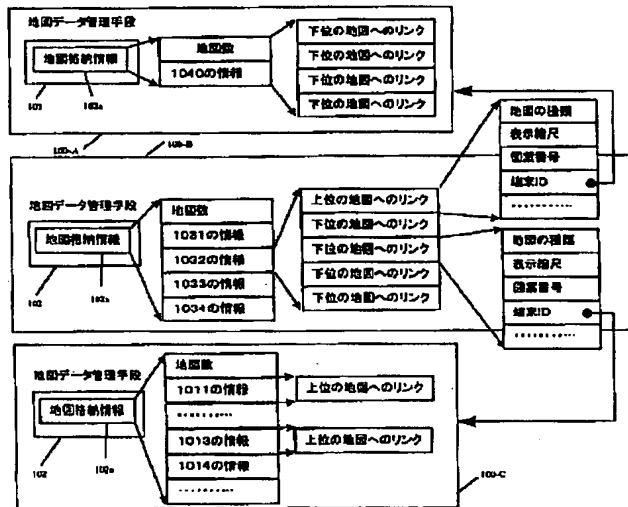 地図データ管理手段
地図格納情報
102
102a
地図数
1040の情報
下位の地図へのリンク
下位の地図へのリンク
下位の地図へのリンク
下位の地図へのリンク
100-A
100-B
地図データ管理手段
地図格納情報
102
102a
地図数
1031の情報
1032の情報
1033の情報
1034の情報
上位の地図へのリンク
下位の地図へのリンク
下位の地図へのリンク
下位の地図へのリンク
下位の地図へのリンク
地図の種類
表示縮尺
図葉番号
端末ID
‥‥‥‥‥
地図の種類
表示縮尺
図葉番号
端末ID
‥‥‥‥‥
地図データ管理手段
地図格納情報
102
102a
地図数
1011の情報
‥‥‥‥‥
1013の情報
1014の情報
‥‥‥‥‥
上位の地図へのリンク
上位の地図へのリンク
100-C